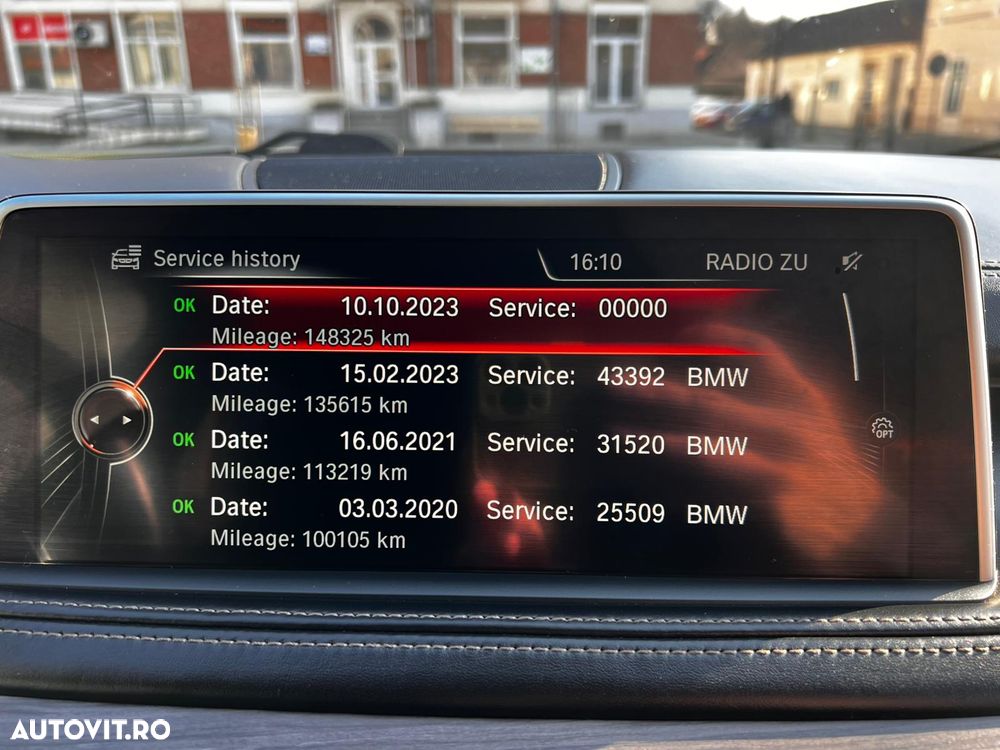 Service history 16:10 RADIO ZU
OK Date: 10.10.2023 Service: 00000
Mileage: 148325 km
OK Date: 15.02.2023 Service: 43392 BMW
Mileage: 135615 km
OK Date: 16.06.2021 Service: 31520 BMW
Mileage: 113219 km
OK Date: 03.03.2020 Service: 25509 BMW
Mileage: 100105 km
OPT
AUTOVIT.RO